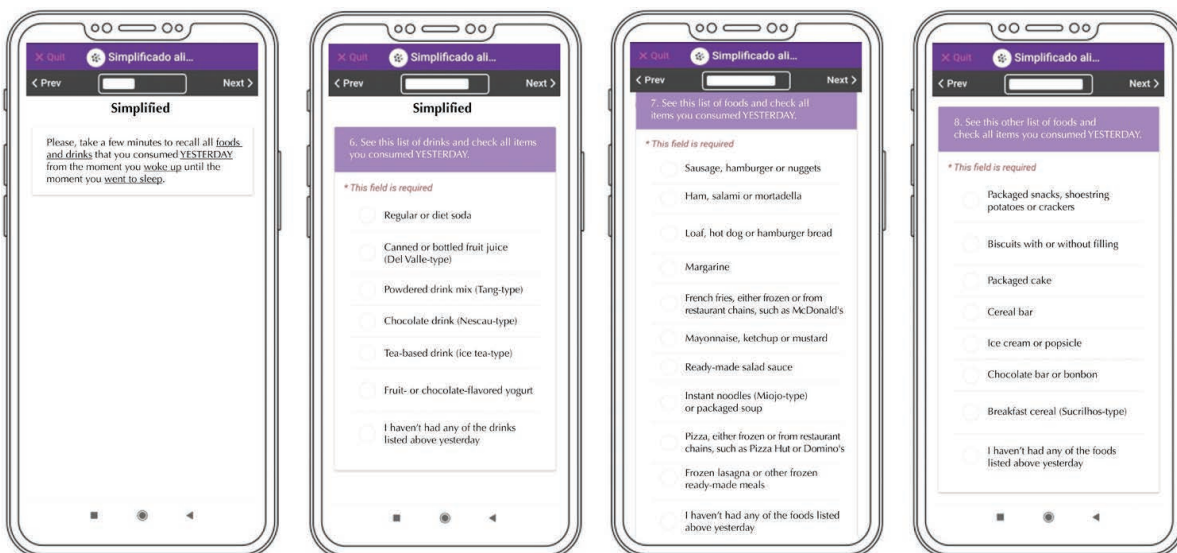 × Quit
Simplificado ali...
< Prev
Next >
Simplified
Please, take a few minutes to recall all foods
and drinks that you consumed YESTERDAY
from the moment you woke up until the
moment you went to sleep.
× Quit
Simplificado ali...
< Prev
Next >
Simplified
6. See this list of drinks and check all items
you consumed YESTERDAY.
* This field is required
Regular or diet soda
Canned or bottled fruit juice
(Del Valle-type)
Powdered drink mix (Tang-type)
Chocolate drink (Nescau-type)
Tea-based drink (ice tea-type)
Fruit- or chocolate-flavored yogurt
I haven't had any of the drinks
listed above yesterday
× Quit
Simplificado ali...
< Prev
Next >
7. See this list of foods and check all
items you consumed YESTERDAY.
* This field is required
Sausage, hamburger or nuggets
Ham, salami or mortadella
Loaf, hot dog or hamburger bread
Margarine
French fries, either frozen or from
restaurant chains, such as McDonald's
Mayonnaise, ketchup or mustard
Ready-made salad sauce
Instant noodles (Miojo-type)
or packaged soup
Pizza, either frozen or from restaurant
chains, such as Pizza Hut or Domino's
Frozen lasagna or other frozen
ready-made meals
I haven't had any of the foods listed
above yesterday
× Quit
Simplificado ali...
< Prev
Next >
8. See this other list of foods and
check all items you consumed YESTERDAY.
* This field is required
Packaged snacks, shoestring
potatoes or crackers
Biscuits with or without filling
Packaged cake
Cereal bar
Ice cream or popsicle
Chocolate bar or bonbon
Breakfast cereal (Sucrilhos-type)
I haven't had any of the foods
listed above yesterday